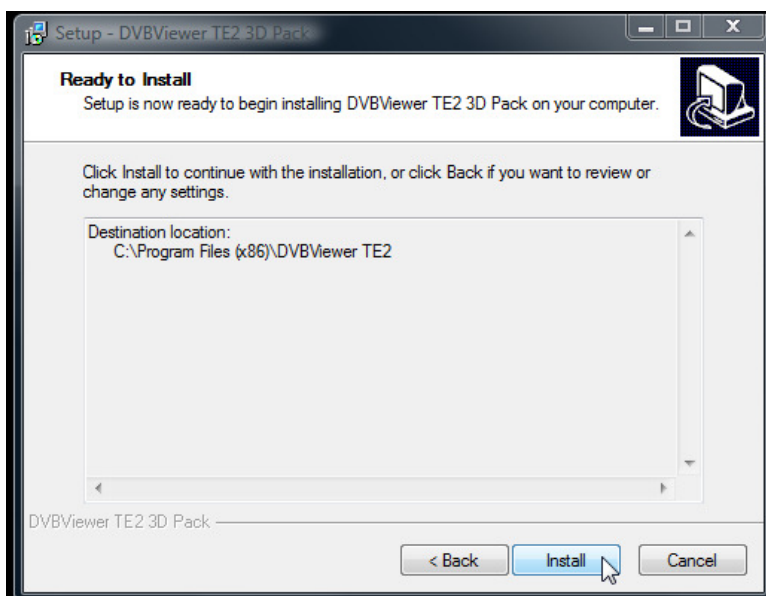 Setup - DVBViewer TE2 3D Pack
Ready to Install
Setup is now ready to begin installing DVBViewer TE2 3D Pack on your computer.
Click Install to continue with the installation, or click Back if you want to review or
change any settings.
Destination location:
C:\Program Files (x86)\DVBViewer TE2
DVBViewer TE2 3D Pack
< Back
Install
Cancel